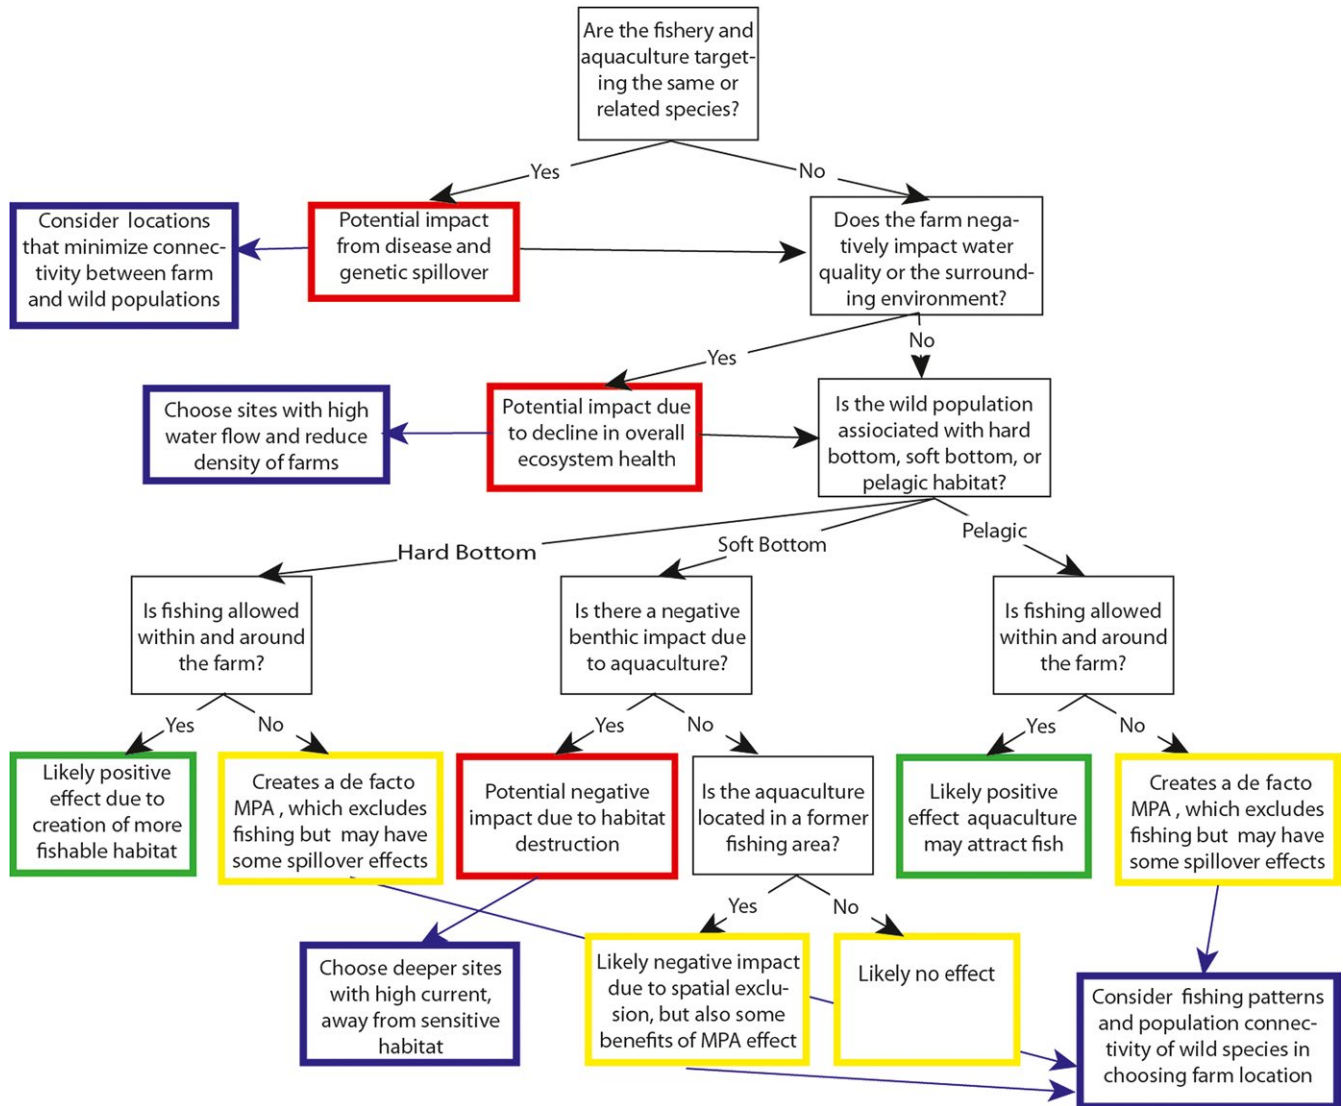 Are the fishery and
aquaculture target-
ing the same or
related species?
Yes
No
Consider locations
that minimize connec-
tivity between farm
and wild populations
Potential impact
from disease and
genetic spillover
Does the farm nega-
tively impact water
quality or the surround-
ing environment?
Yes
No
Choose sites with high
water flow and reduce
density of farms
Potential impact due
to decline in overall
ecosystem health
Is the wild population
assiociated with hard
bottom, soft bottom, or
pelagic habitat?
Hard Bottom
Soft Bottom
Pelagic
Is fishing allowed
within and around
the farm?
Is there a negative
benthic impact due
to aquaculture?
Is fishing allowed
within and around
the farm?
Yes
No
Yes
No
Yes
No
Likely positive
effect due to
creation of more
fishable habitat
Creates a de facto
MPA , which excludes
fishing but may have
some spillover effects
Potential negative
impact due to habitat
destruction
Is the aquaculture
located in a former
fishing area?
Likely positive
effect aquaculture
may attract fish
Creates a de facto
MPA , which excludes
fishing but may have
some spillover effects
Yes
No
Choose deeper sites
with high current,
away from sensitive
habitat
Likely negative impact
due to spatial exclu-
sion, but also some
benefits of MPA effect
Likely no effect
Consider fishing patterns
and population connec-
tivity of wild species in
choosing farm location